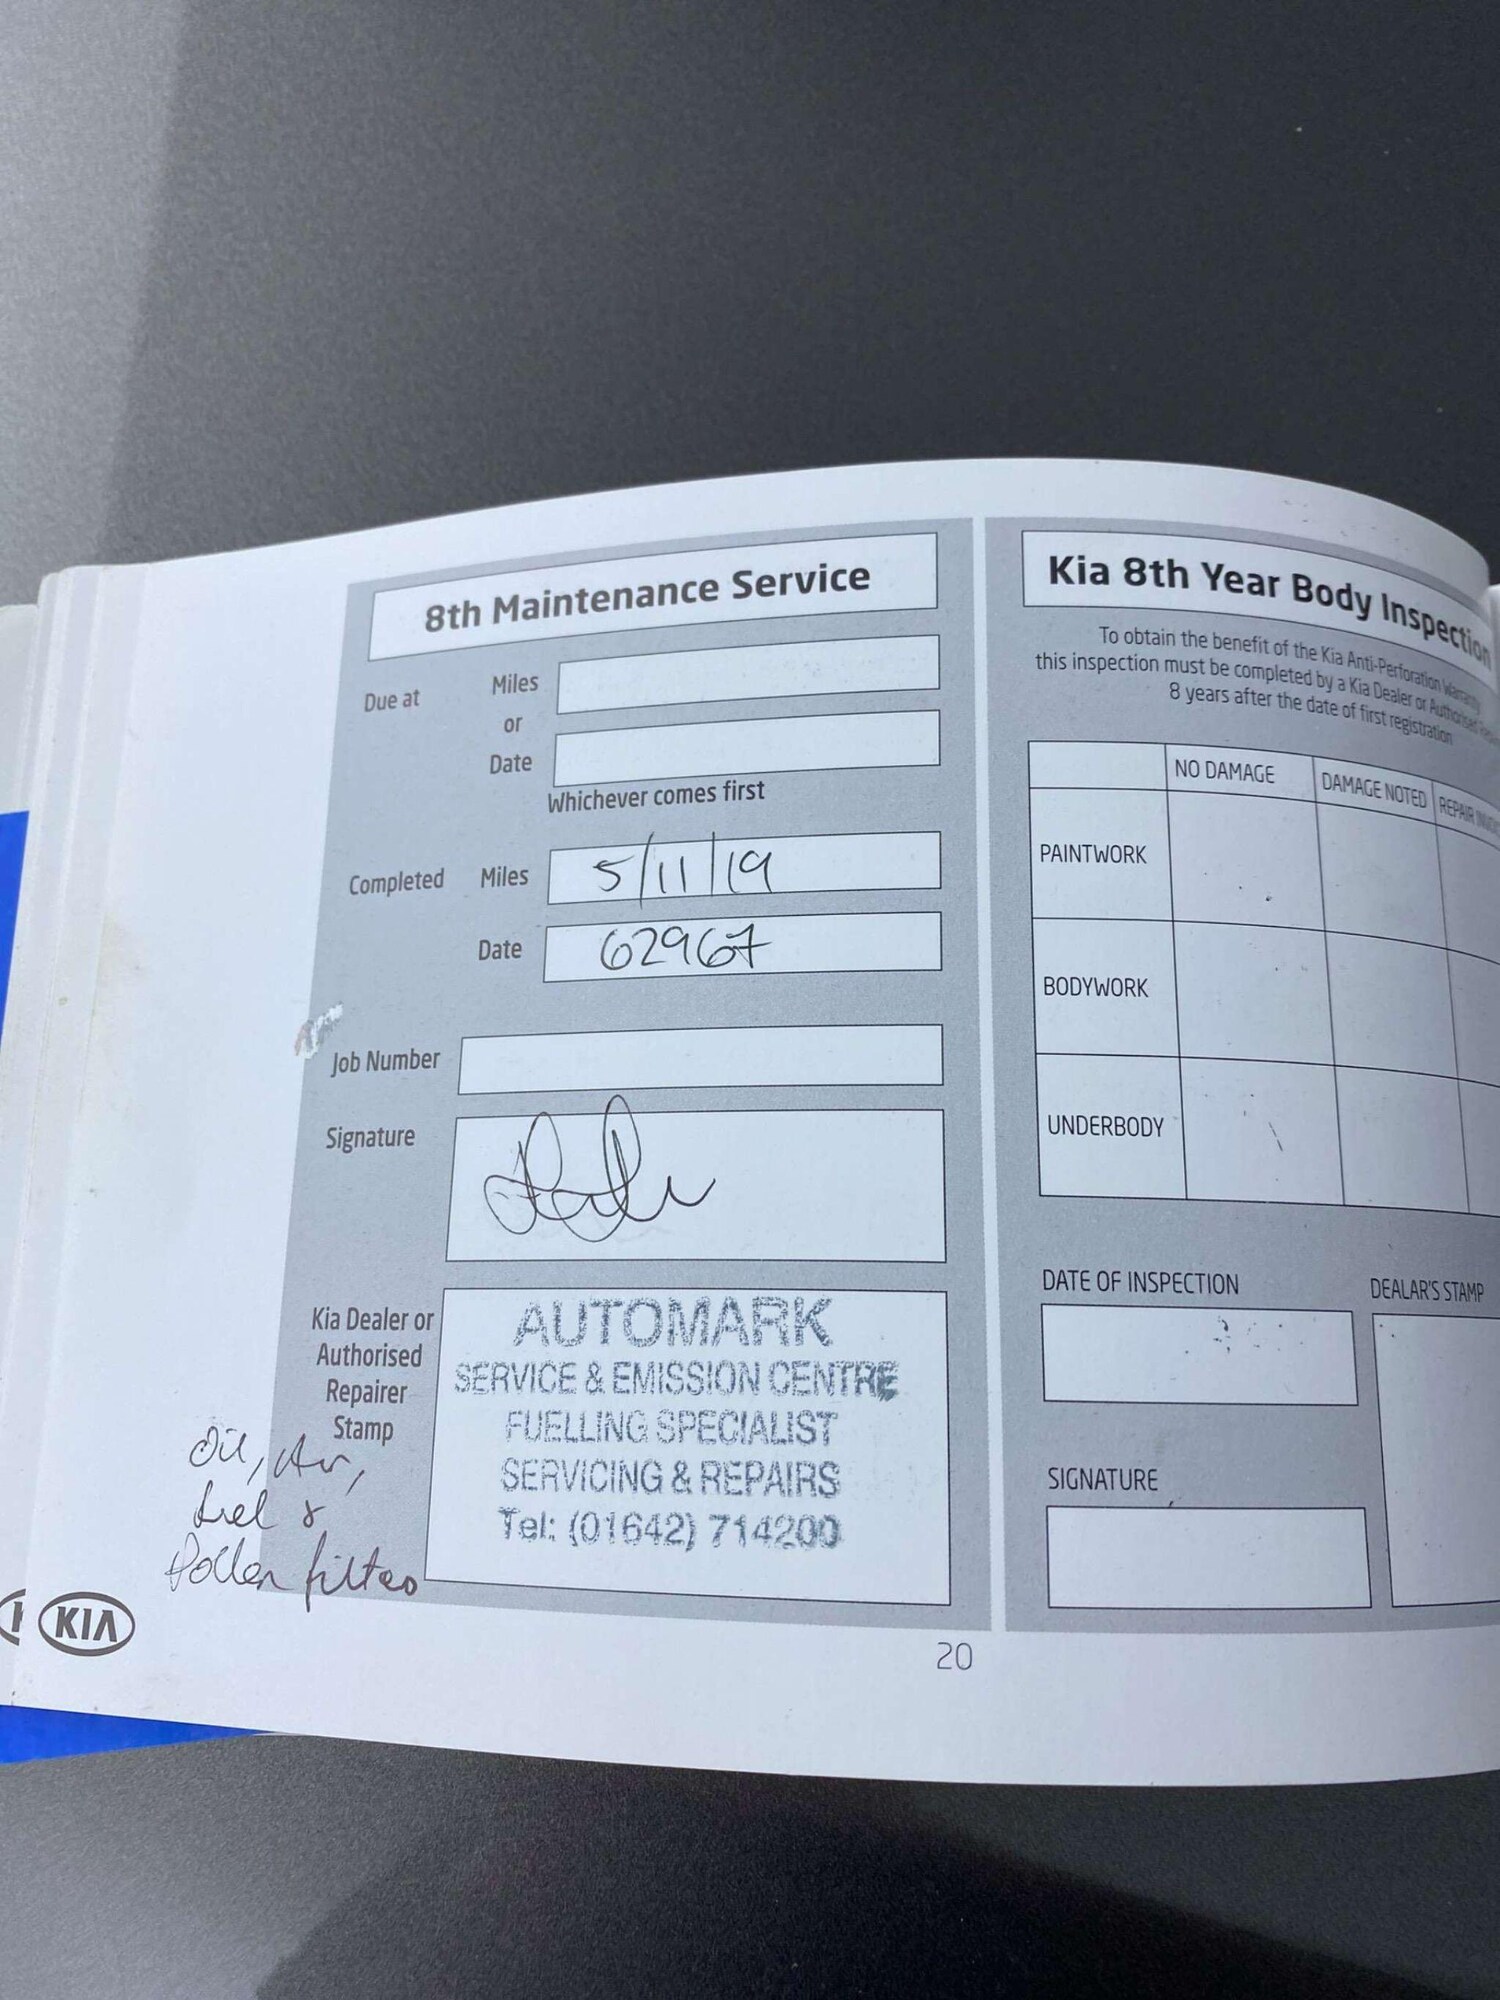 8th Maintenance Service
Due at Miles
or
Date
Whichever comes first
Completed Miles 5/11/19
Date 62967
Job Number
Signature
Kia Dealer or
Authorised
Repairer
Stamp
AUTOMARK
SERVICE & EMISSION CENTRE
FUELLING SPECIALIST
SERVICING & REPAIRS
Tel: (01642) 714200
Oil, Air,
fuel &
Pollen filters
KIA
20
Kia 8th Year Body Inspection
To obtain the benefit of the Kia Anti-Perforation Warranty
this inspection must be completed by a Kia Dealer or Authorised
8 years after the date of first registration
NO DAMAGE DAMAGE NOTED REPAIR
PAINTWORK
BODYWORK
UNDERBODY
DATE OF INSPECTION DEALAR'S STAMP
SIGNATURE